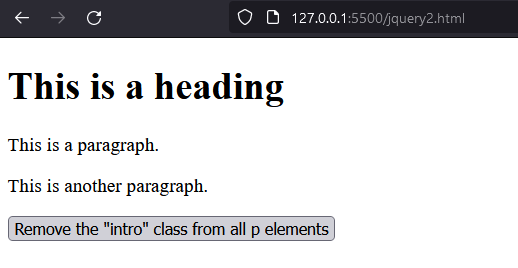 127.0.0.1:5500/jquery2.html
This is a heading
This is a paragraph.
This is another paragraph.
Remove the "intro" class from all p elements